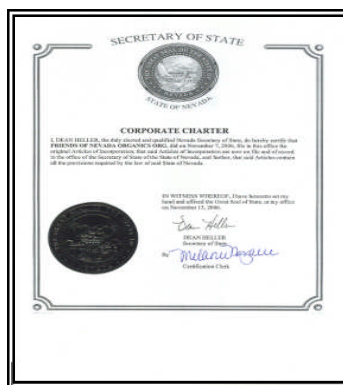 SECRETARY OF STATE
STATE OF NEVADA
CORPORATE CHARTER
I, DEAN HELLER, the duly elected and qualified Nevada Secretary of State, do hereby certify that
FRIENDS OF NEVADA ORGANICS ORG, did on November 7, 2006, file in this office the
original Articles of Incorporation; that said Articles of Incorporation are now on file and of record
in the office of the Secretary of State of the State of Nevada, and further, that said Articles contain
all the provisions required by the law of said State of Nevada.
IN WITNESS WHEREOF, I have hereunto set my
hand and affixed the Great Seal of State, at my office
on November 15, 2006.
Dean Heller
DEAN HELLER
Secretary of State
By
Certification Clerk